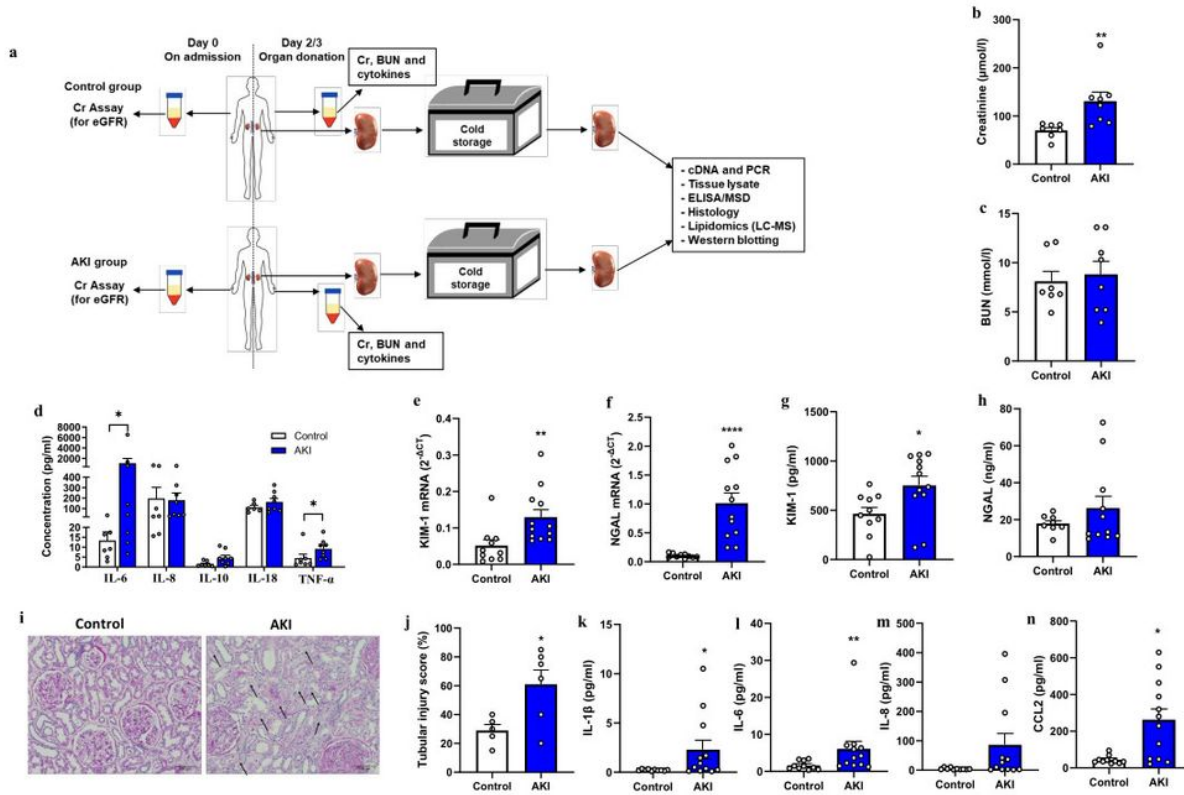 a
Day 0
On admission
Day 2/3
Organ donation
Control group
Cr Assay
(for eGFR)
Cr, BUN and
cytokines
Cold
storage
- cDNA and PCR
- Tissue lysate
- ELISA/MSD
- Histology
- Lipidomics (LC-MS)
- Western blotting
AKI group
Cr Assay
(for eGFR)
Cold
storage
Cr, BUN and
cytokines
b
Creatinine (µmol/l)
300
200
100
0
**
Control
AKI
c
BUN (mmol/l)
15
10
5
0
Control
AKI
d
Concentration (pg/ml)
8000
6000
4000
2000
400
300
200
100
15
10
5
0
*
*
Control
AKI
IL-6
IL-8
IL-10
IL-18
TNF-α
e
KIM-1 mRNA (2^-ΔCT)
0.4
0.3
0.2
0.1
0.0
**
Control
AKI
f
NGAL mRNA (2^-ΔCT)
2.5
2.0
1.5
1.0
0.5
0.0
****
Control
AKI
g
KIM-1 (pg/ml)
1500
1000
500
0
*
Control
AKI
h
NGAL (ng/ml)
80
60
40
20
0
Control
AKI
i
Control
AKI
j
Tubular injury score (%)
100
80
60
40
20
0
*
Control
AKI
k
IL-1β (pg/ml)
15
10
5
0
*
Control
AKI
l
IL-6 (pg/ml)
40
30
20
10
0
**
Control
AKI
m
IL-8 (pg/ml)
500
400
300
200
100
0
Control
AKI
n
CCL2 (pg/ml)
800
600
400
200
0
*
Control
AKI